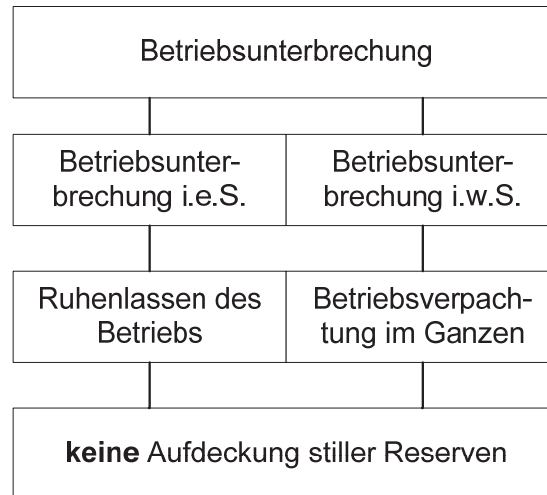 Betriebsunterbrechung
Betriebsunter-
brechung i.e.S.
Betriebsunter-
brechung i.w.S.
Ruhenlassen des
Betriebs
Betriebsverpach-
tung im Ganzen
keine Aufdeckung stiller Reserven